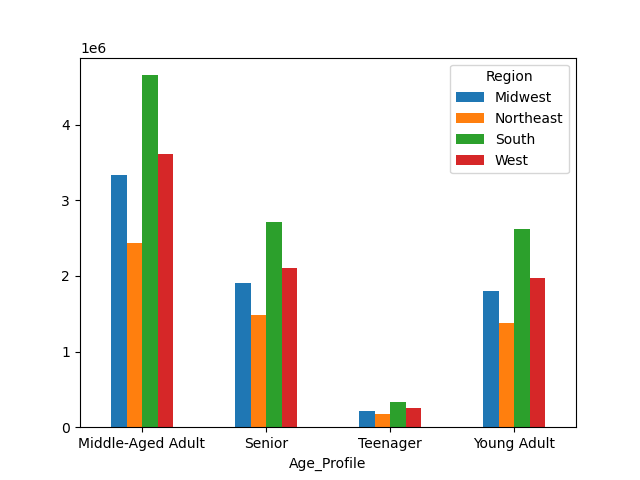 1e6
Region
Midwest
Northeast
South
West
4
3
2
1
0
Middle-Aged Adult Senior Teenager Young Adult
Age_Profile